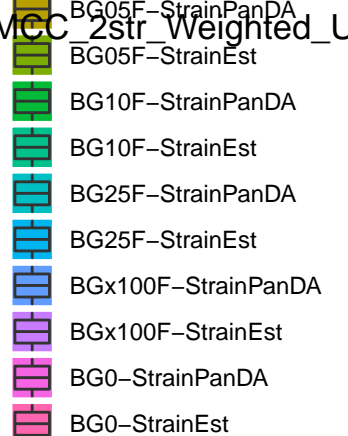 BG05F−StrainPanDA
MCC_2str_Weighted_U
BG05F−StrainEst
BG10F−StrainPanDA
BG10F−StrainEst
BG25F−StrainPanDA
BG25F−StrainEst
BGx100F−StrainPanDA
BGx100F−StrainEst
BG0−StrainPanDA
BG0−StrainEst